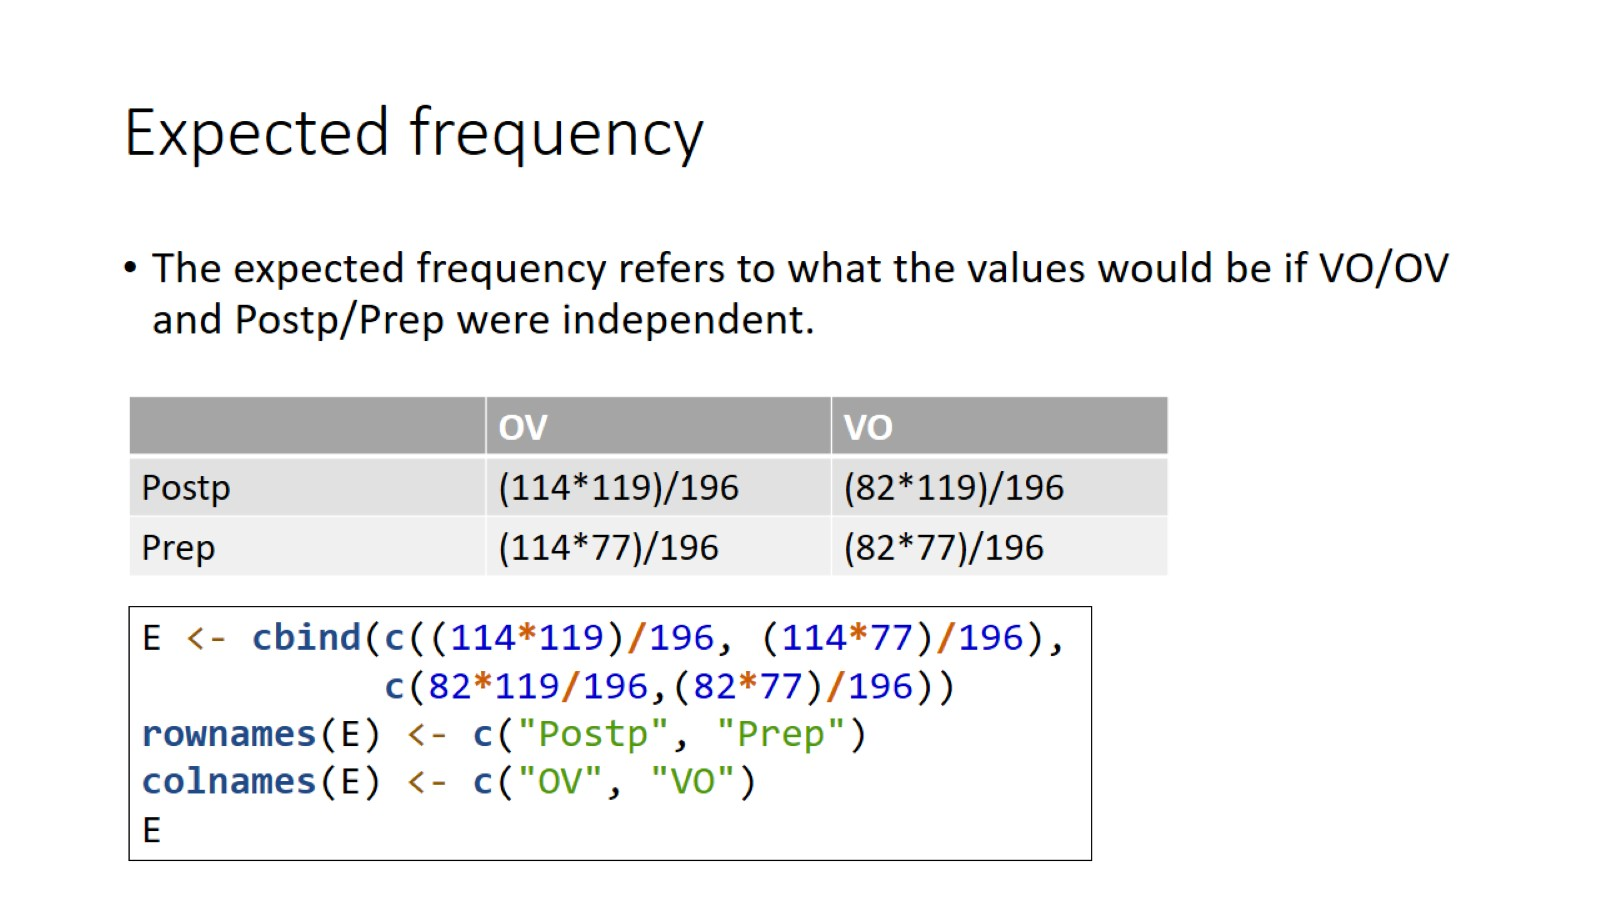 Expected frequency
• The expected frequency refers to what the values would be if VO/OV
and Postp/Prep were independent.
OV VO
Postp (114*119)/196 (82*119)/196
Prep (114*77)/196 (82*77)/196
E <- cbind(c((114*119)/196, (114*77)/196),
c(82*119/196,(82*77)/196))
rownames(E) <- c("Postp", "Prep")
colnames(E) <- c("OV", "VO")
E